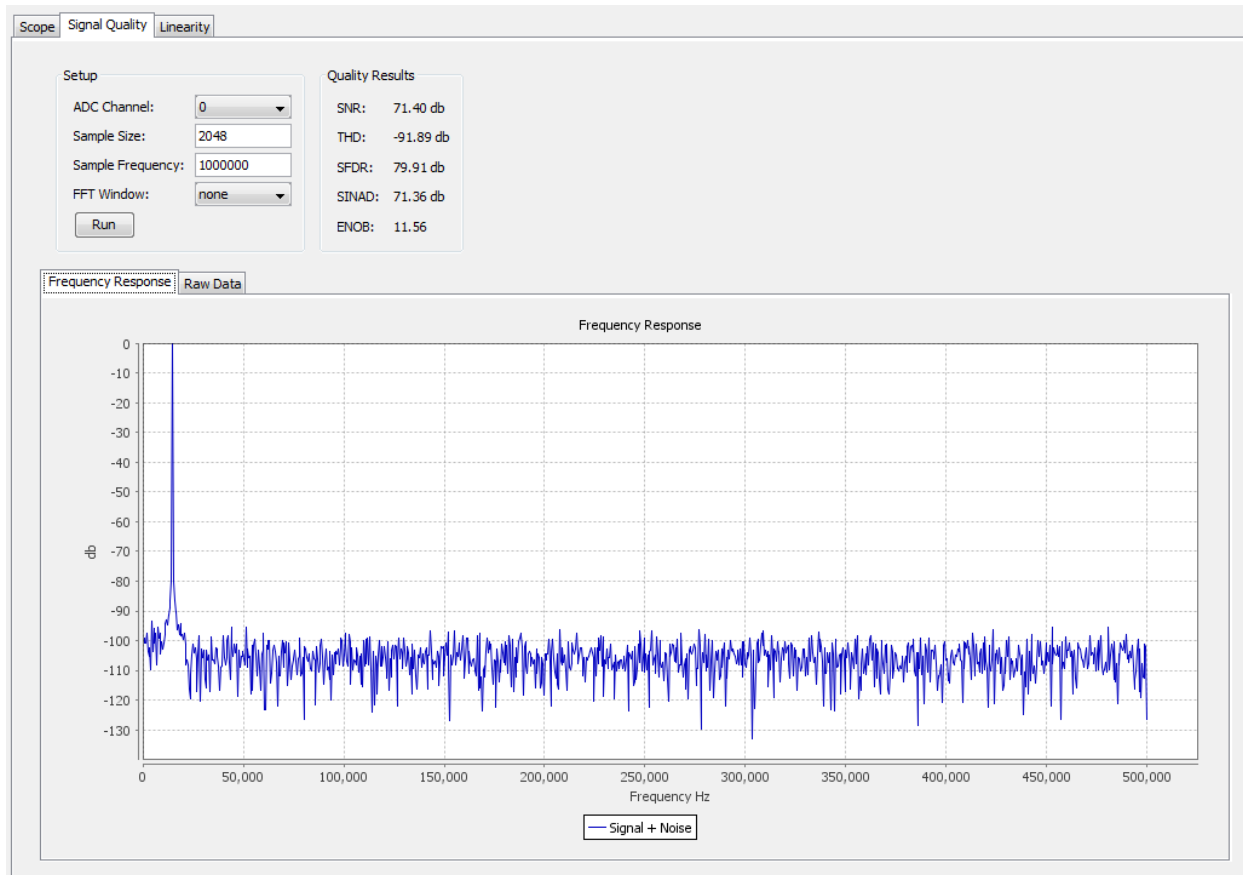 Scope Signal Quality Linearity
Setup
ADC Channel: 0
Sample Size: 2048
Sample Frequency: 1000000
FFT Window: none
Run
Quality Results
SNR: 71.40 db
THD: -91.89 db
SFDR: 79.91 db
SINAD: 71.36 db
ENOB: 11.56
Frequency Response Raw Data
Frequency Response
0
-10
-20
-30
-40
-50
-60
-70
-80
-90
-100
-110
-120
-130
db
0 50,000 100,000 150,000 200,000 250,000 300,000 350,000 400,000 450,000 500,000
Frequency Hz
Signal + Noise